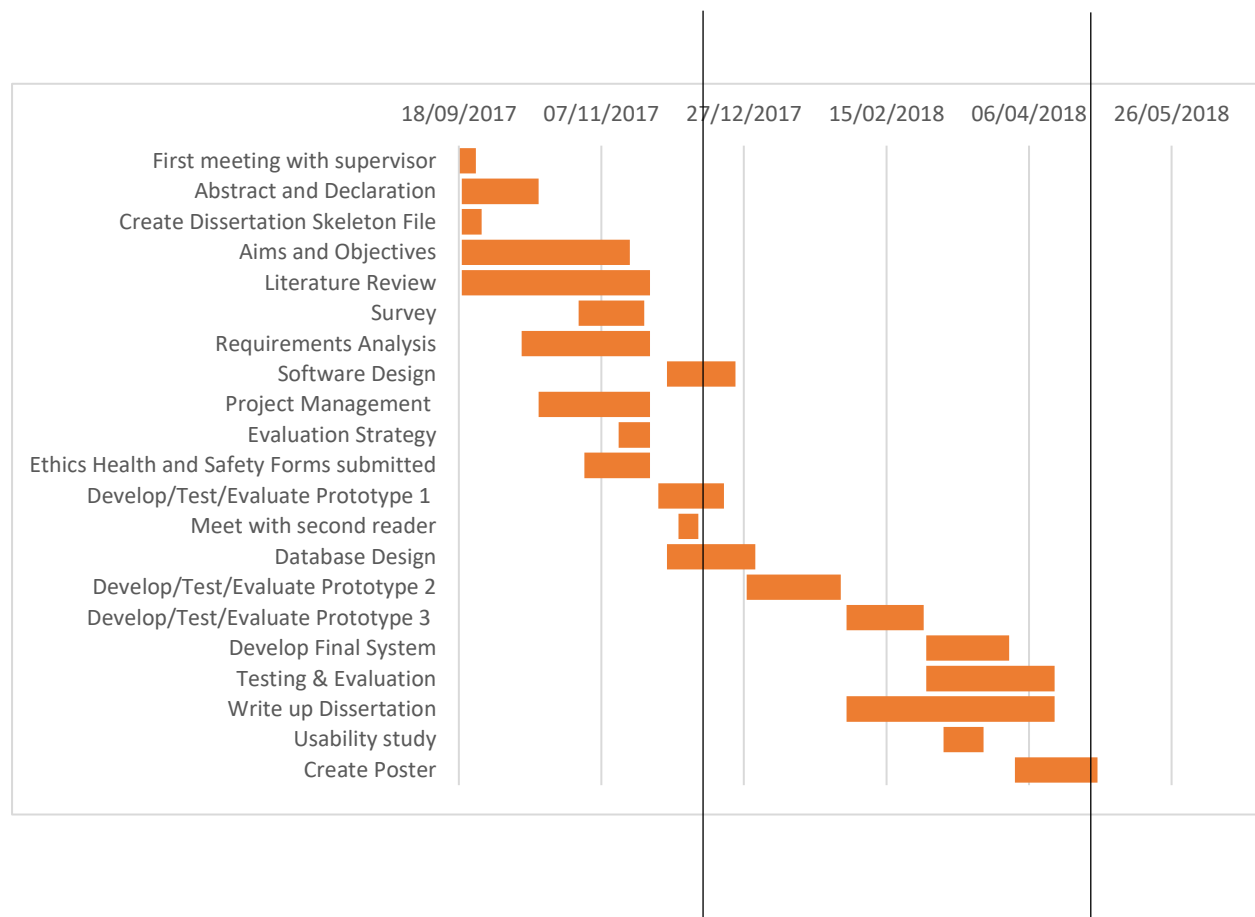 18/09/2017 07/11/2017 27/12/2017 15/02/2018 06/04/2018 26/05/2018
First meeting with supervisor
Abstract and Declaration
Create Dissertation Skeleton File
Aims and Objectives
Literature Review
Survey
Requirements Analysis
Software Design
Project Management
Evaluation Strategy
Ethics Health and Safety Forms submitted
Develop/Test/Evaluate Prototype 1
Meet with second reader
Database Design
Develop/Test/Evaluate Prototype 2
Develop/Test/Evaluate Prototype 3
Develop Final System
Testing & Evaluation
Write up Dissertation
Usability study
Create Poster